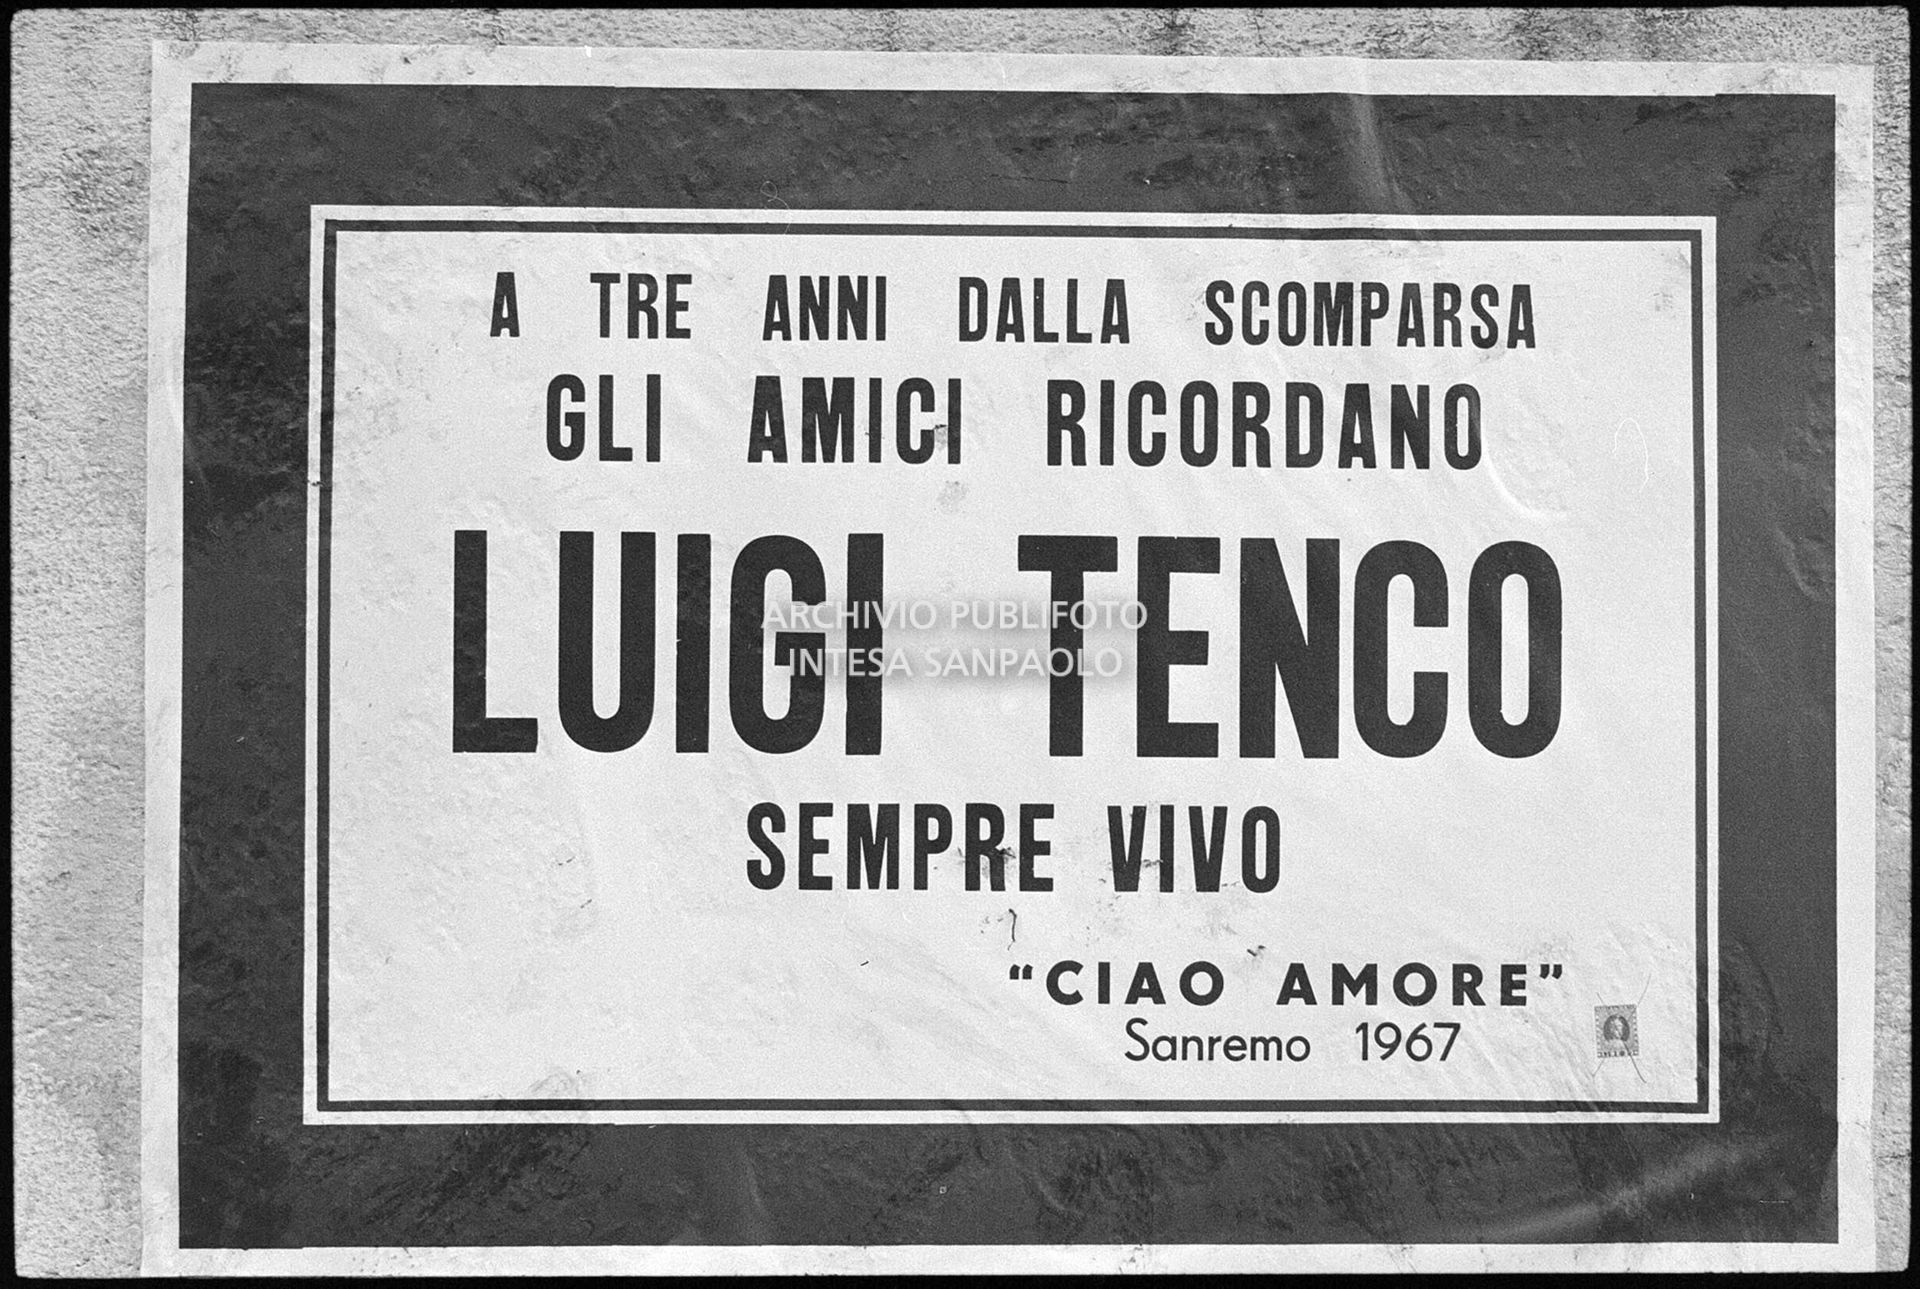 A TRE ANNI DALLA SCOMPARSA
GLI AMICI RICORDANO
LUIGI TENCO
ARCHIVIO PUBLIFOTO
INTESA SANPAOLO
SEMPRE VIVO
“CIAO AMORE”
Sanremo 1967